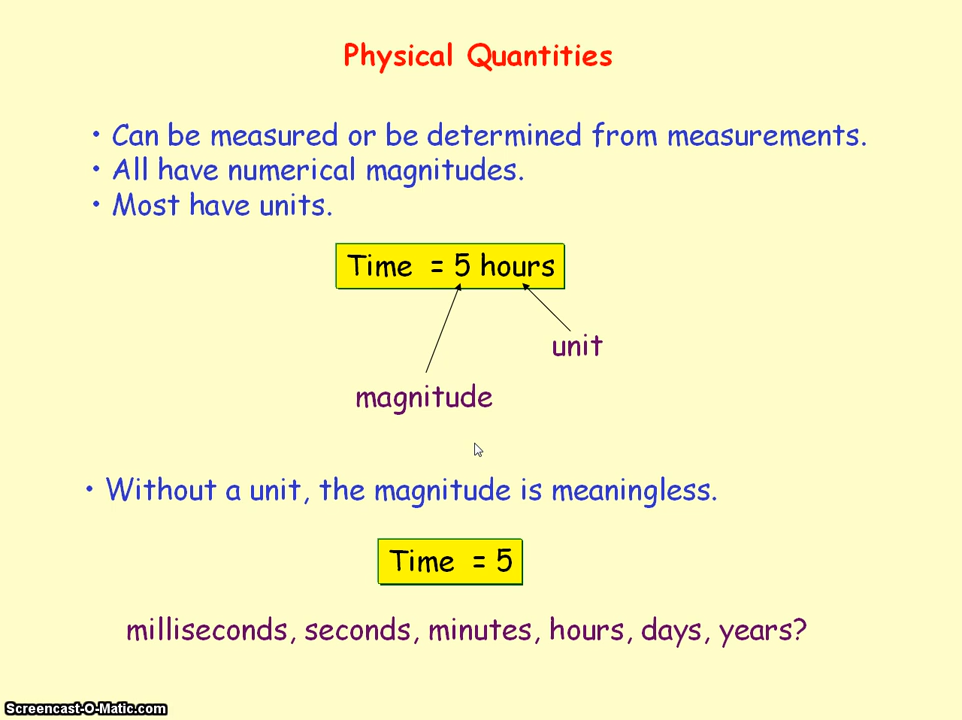 Physical Quantities
• Can be measured or be determined from measurements.
• All have numerical magnitudes.
• Most have units.
Time = 5 hours
unit
magnitude
• Without a unit, the magnitude is meaningless.
Time = 5
milliseconds, seconds, minutes, hours, days, years?
Screencast-O-Matic.com